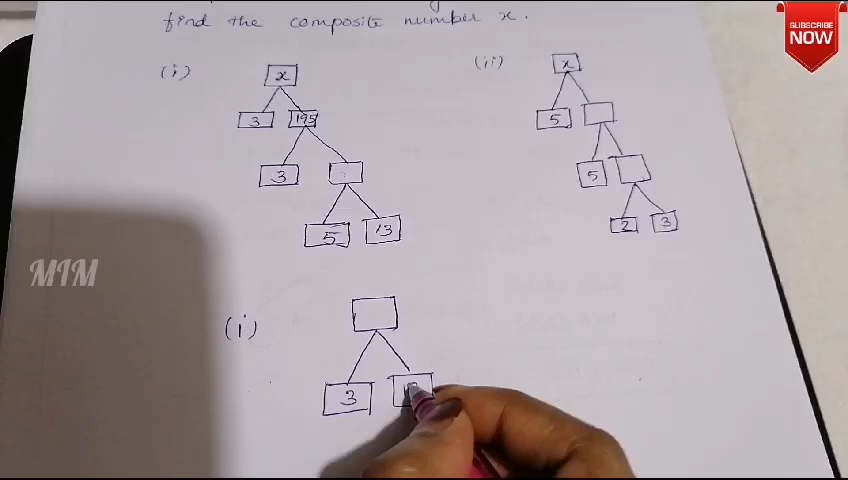 SUBSCRIBE
NOW
find the composite number x.
(i)
x
3
195
3
5
13
(ii)
x
5
5
2
3
MIM
(i)
3